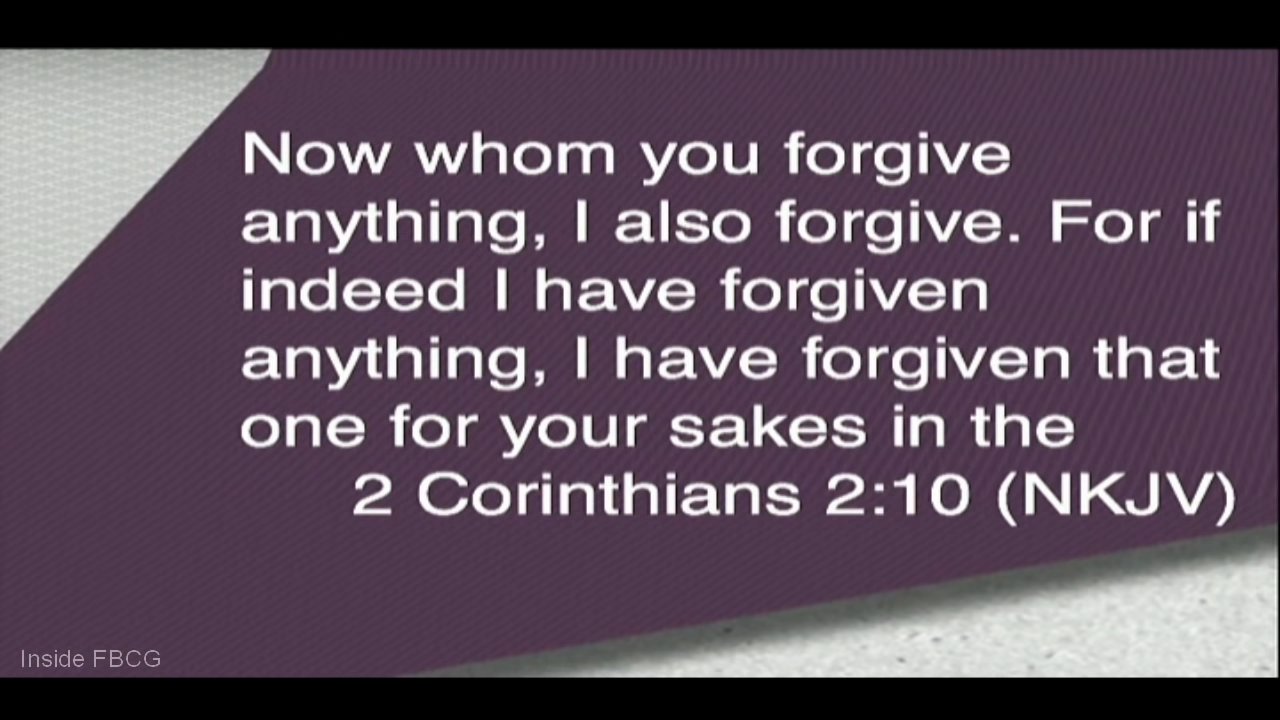 Now whom you forgive
anything, I also forgive. For if
indeed I have forgiven
anything, I have forgiven that
one for your sakes in the
2 Corinthians 2:10 (NKJV)
Inside FBCG